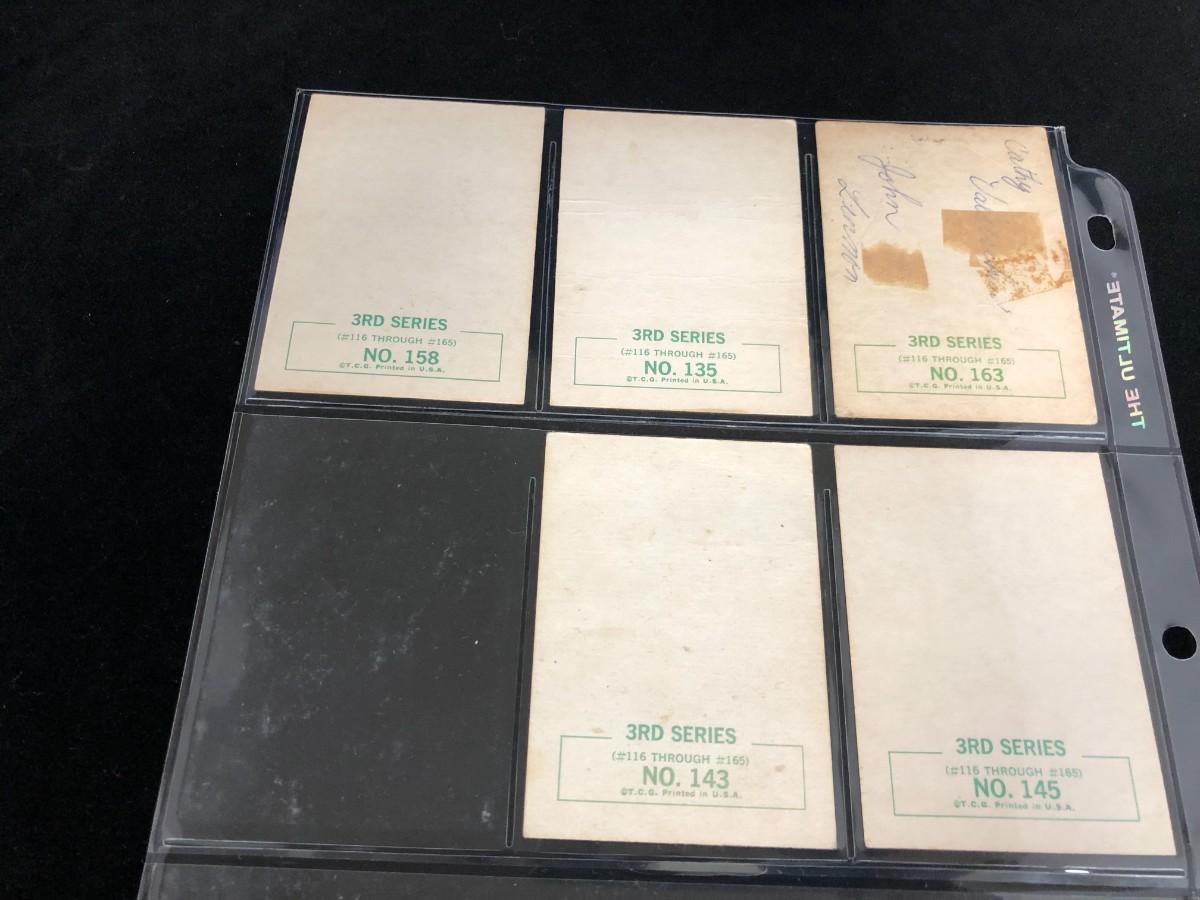 3RD SERIES
(#116 THROUGH #165)
NO. 158
©T.C.G. Printed in U.S.A.
3RD SERIES
(#116 THROUGH #165)
NO. 135
©T.C.G. Printed in U.S.A.
Cathy
John
3RD SERIES
(#116 THROUGH #165)
NO. 163
©T.C.G. Printed in U.S.A.
THE ULTIMATE
3RD SERIES
(#116 THROUGH #165)
NO. 143
©T.C.G. Printed in U.S.A.
3RD SERIES
(#116 THROUGH #165)
NO. 145
©T.C.G. Printed in U.S.A.